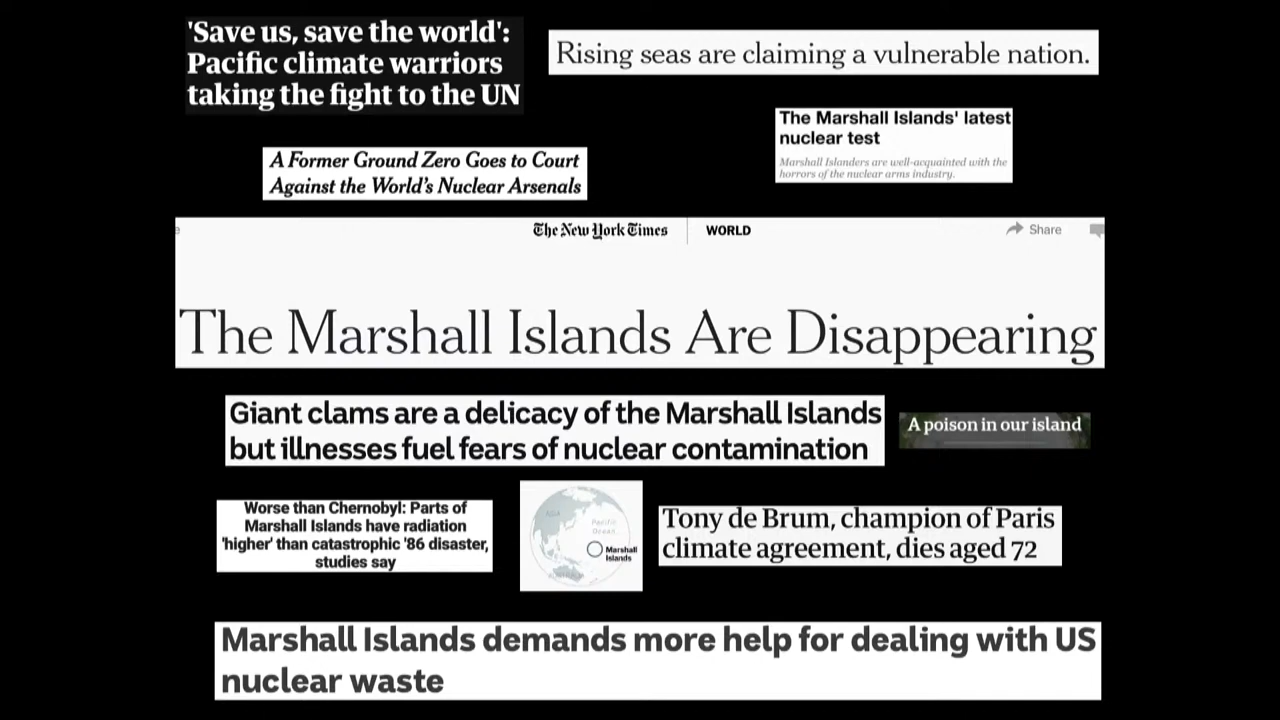 'Save us, save the world':
Pacific climate warriors
taking the fight to the UN
Rising seas are claiming a vulnerable nation.
The Marshall Islands' latest
nuclear test
Marshall Islanders are well-acquainted with the
horrors of the nuclear arms industry.
A Former Ground Zero Goes to Court
Against the World's Nuclear Arsenals
e The New York Times WORLD Share
The Marshall Islands Are Disappearing
Giant clams are a delicacy of the Marshall Islands
but illnesses fuel fears of nuclear contamination
A poison in our island
Worse than Chernobyl: Parts of
Marshall Islands have radiation
'higher' than catastrophic '86 disaster,
studies say
ASIA
Pacific
Ocean
Marshall
Islands
AUSTRALIA
Tony de Brum, champion of Paris
climate agreement, dies aged 72
Marshall Islands demands more help for dealing with US
nuclear waste